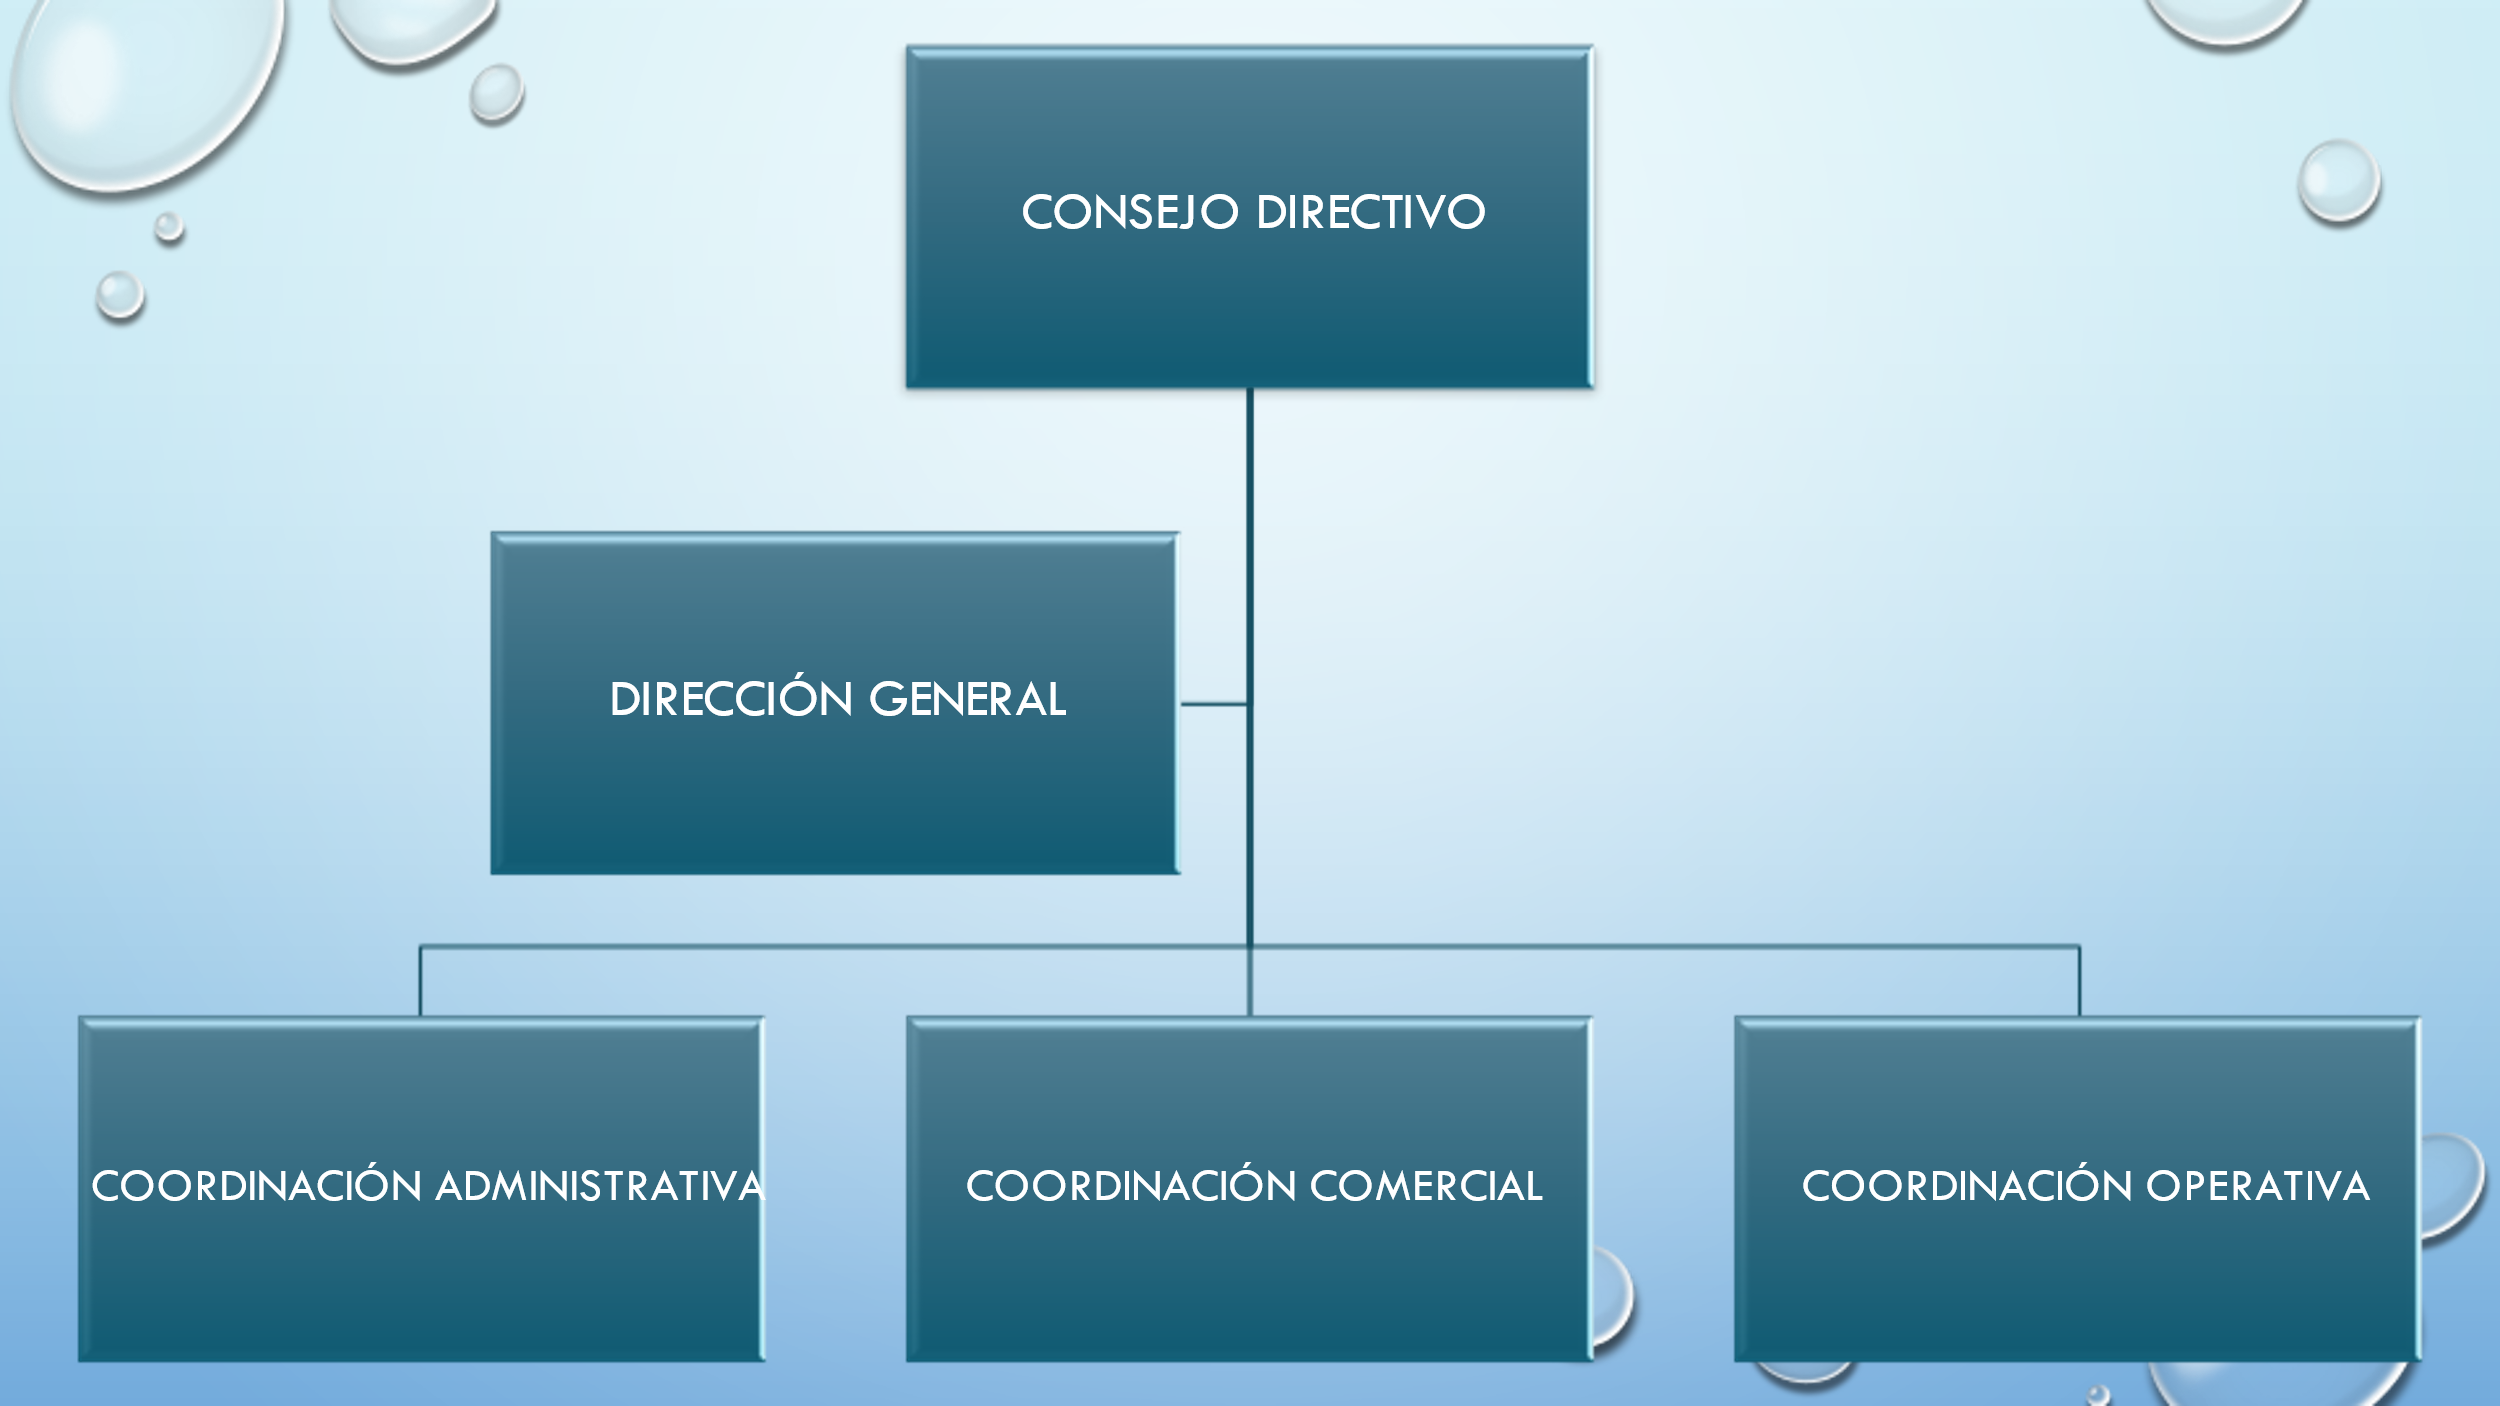 CONSEJO DIRECTIVO
DIRECCIÓN GENERAL
COORDINACIÓN ADMINISTRATIVA
COORDINACIÓN COMERCIAL
COORDINACIÓN OPERATIVA